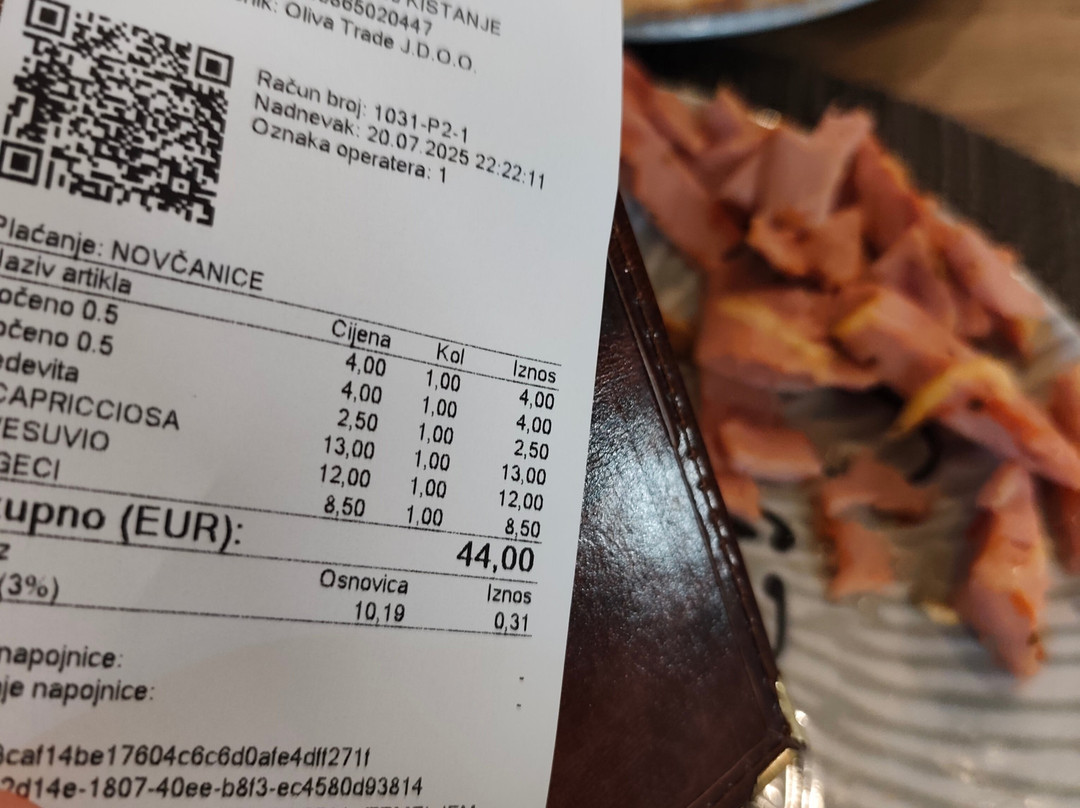 KISTANJE
865020447
nik: Oliva Trade J.D.O.O.
Račun broj: 1031-P2-1
Nadnevak: 20.07.2025 22:22:11
Oznaka operatera: 1
Plaćanje: NOVČANICE
Naziv artikla Cijena Kol Iznos
očeno 0.5 4,00 1,00 4,00
očeno 0.5 4,00 1,00 4,00
edevita 2,50 1,00 2,50
CAPRICCIOSA 13,00 1,00 13,00
VESUVIO 12,00 1,00 12,00
GECI 8,50 1,00 8,50
kupno (EUR): 44,00
z Osnovica Iznos
(3%) 10,19 0,31
napojnice: -
je napojnice: -
8caf14be17604c6c6d0afe4dff271f
2d14e-1807-40ee-b8f3-ec4580d93814